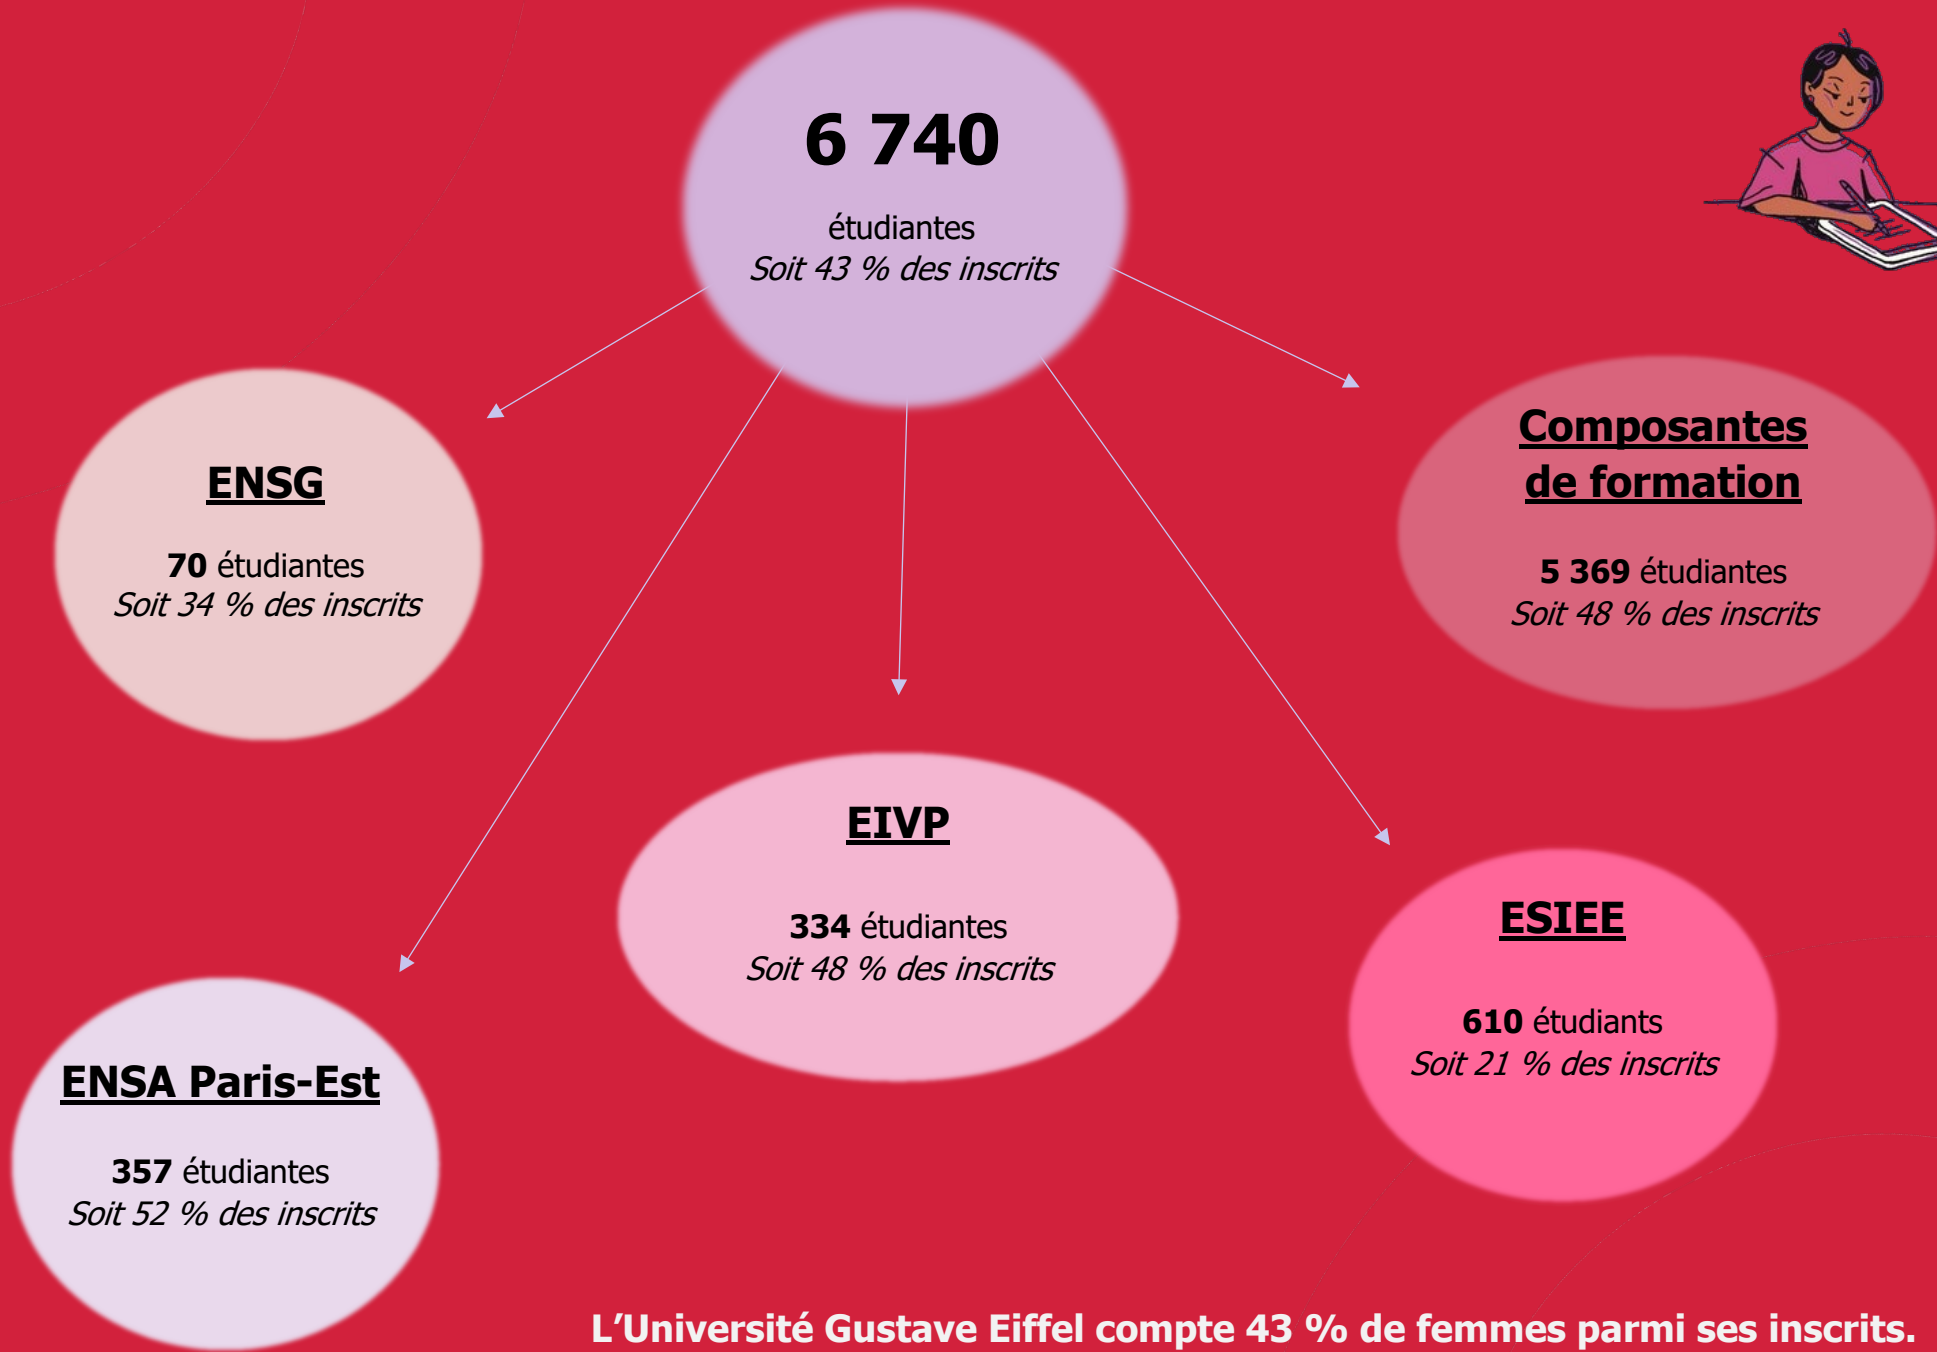 6 740
étudiantes
Soit 43 % des inscrits
ENSG
70 étudiantes
Soit 34 % des inscrits
Composantes
de formation
5 369 étudiantes
Soit 48 % des inscrits
EIVP
334 étudiantes
Soit 48 % des inscrits
ESIEE
610 étudiants
Soit 21 % des inscrits
ENSA Paris-Est
357 étudiantes
Soit 52 % des inscrits
L’Université Gustave Eiffel compte 43 % de femmes parmi ses inscrits.